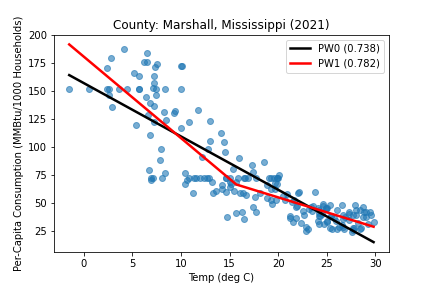 County: Marshall, Mississippi (2021)
PW0 (0.738)
PW1 (0.782)
Per-Capita Consumption (MMBtu/1000 Households)
200
175
150
125
100
75
50
25
0 5 10 15 20 25 30
Temp (deg C)